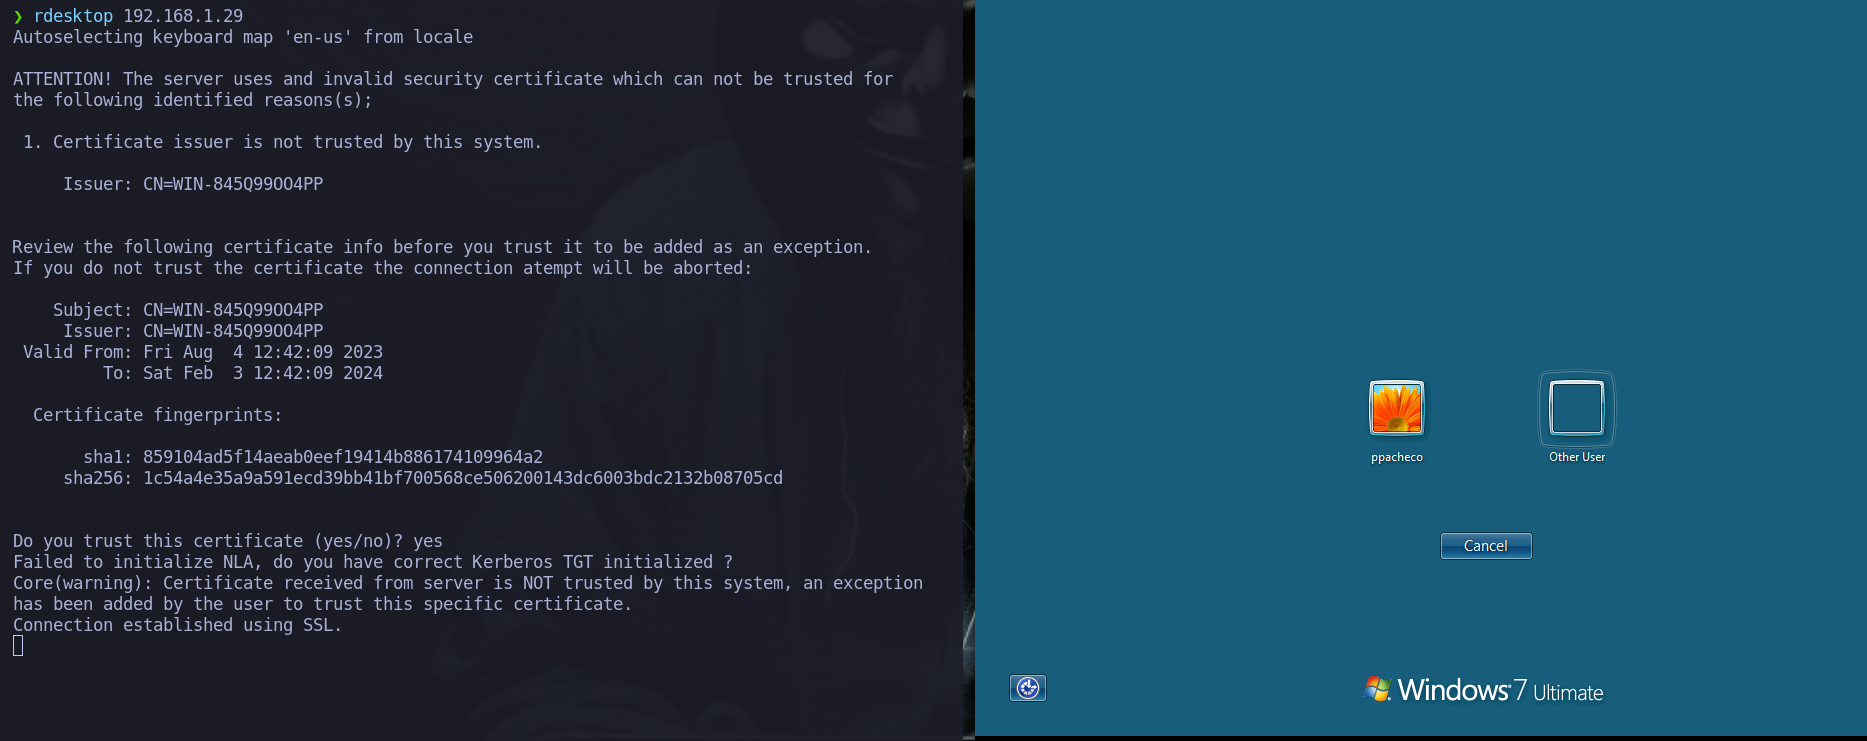 ❯ rdesktop 192.168.1.29
Autoselecting keyboard map 'en-us' from locale
ATTENTION! The server uses and invalid security certificate which can not be trusted for
the following identified reasons(s);
1. Certificate issuer is not trusted by this system.
Issuer: CN=WIN-845Q99OO4PP
Review the following certificate info before you trust it to be added as an exception.
If you do not trust the certificate the connection atempt will be aborted:
Subject: CN=WIN-845Q99OO4PP
Issuer: CN=WIN-845Q99OO4PP
Valid From: Fri Aug  4 12:42:09 2023
To: Sat Feb  3 12:42:09 2024
Certificate fingerprints:
sha1: 859104ad5f14aeab0eef19414b886174109964a2
sha256: 1c54a4e35a9a591ecd39bb41bf700568ce506200143dc6003bdc2132b08705cd
Do you trust this certificate (yes/no)? yes
Failed to initialize NLA, do you have correct Kerberos TGT initialized ?
Core(warning): Certificate received from server is NOT trusted by this system, an exception
has been added by the user to trust this specific certificate.
Connection established using SSL.
ppacheco
Other User
Cancel
Windows 7 Ultimate